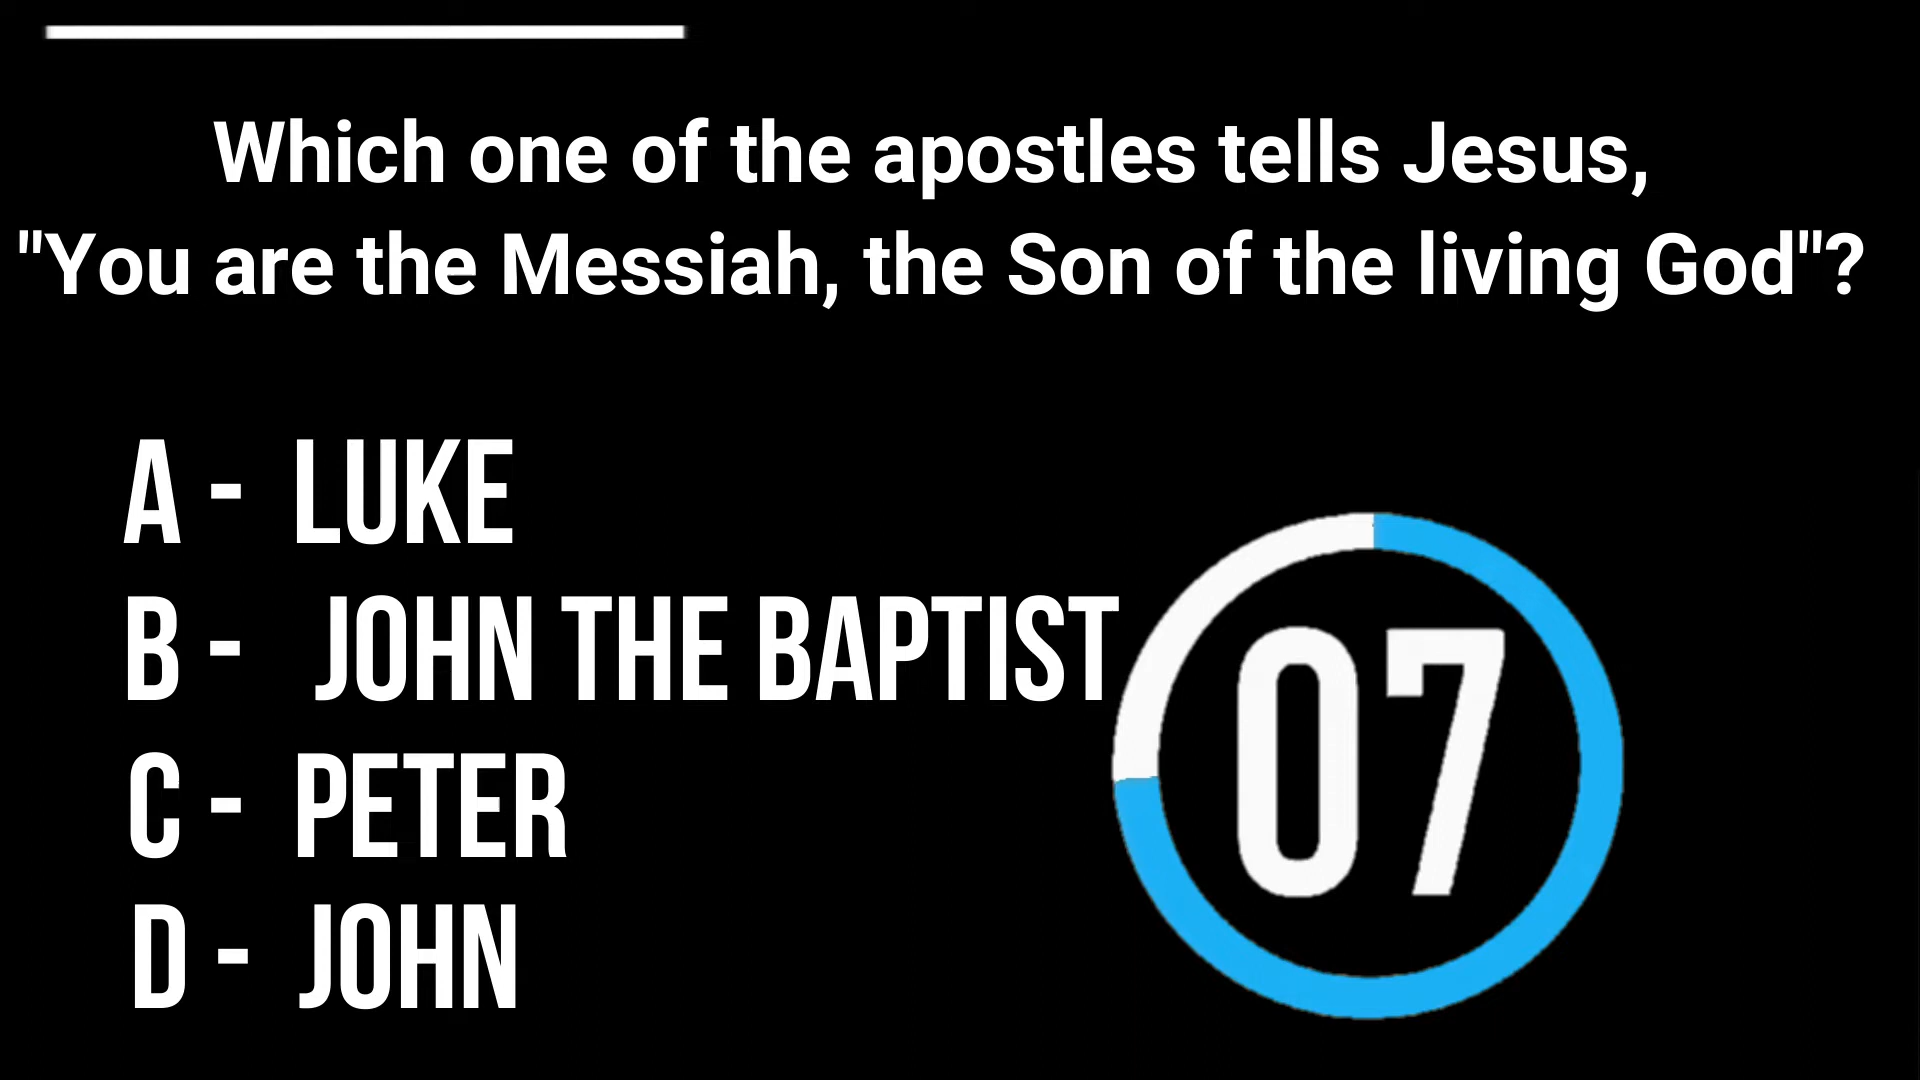 Which one of the apostles tells Jesus,
"You are the Messiah, the Son of the living God"?
A - LUKE
B - JOHN THE BAPTIST
C - PETER
D - JOHN
07